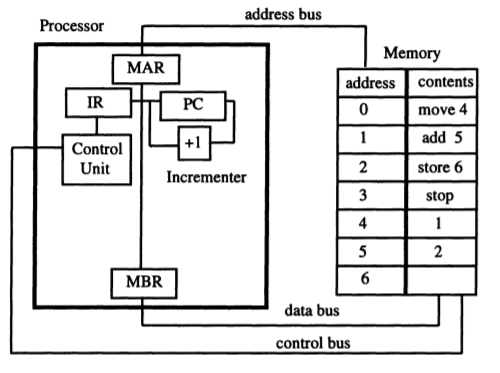 address bus
Processor
Memory
MAR
address contents
IR
PC
0 move 4
Control
Unit
+1
1 add 5
Incrementer
2 store 6
3 stop
4 1
5 2
MBR
6
data bus
control bus